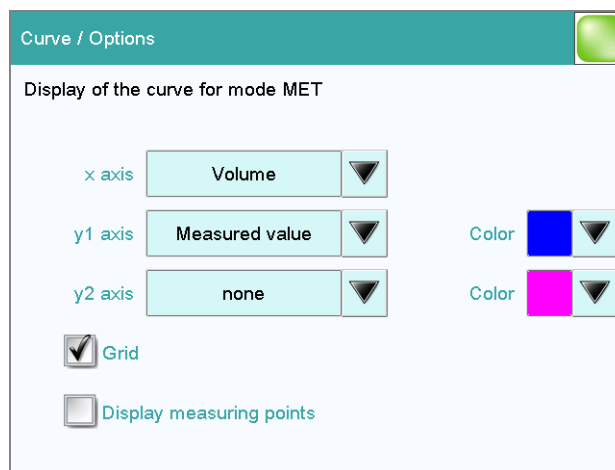 Curve / Options
Display of the curve for mode MET
x axis Volume
y1 axis Measured value Color
y2 axis none Color
Grid
Display measuring points